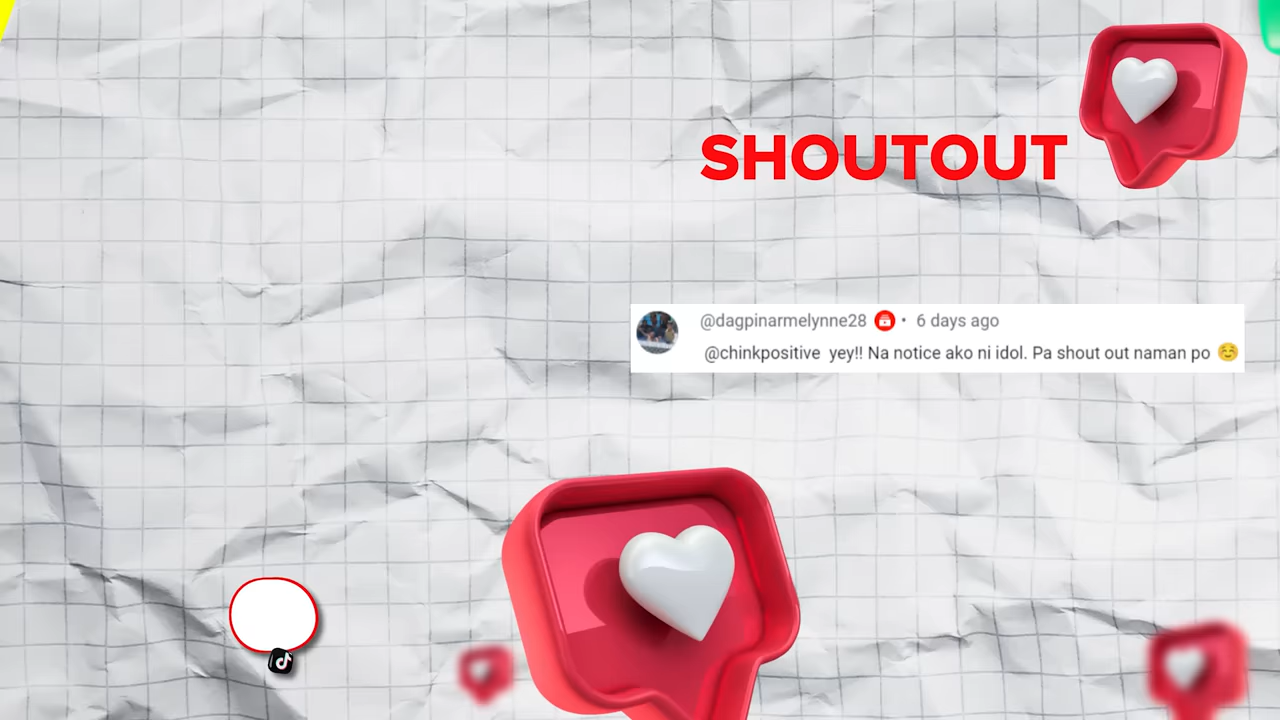 SHOUTOUT
@dagpinarmelynne28 • 6 days ago
@chinkpositive yey!! Na notice ako ni idol. Pa shout out naman po ☺️